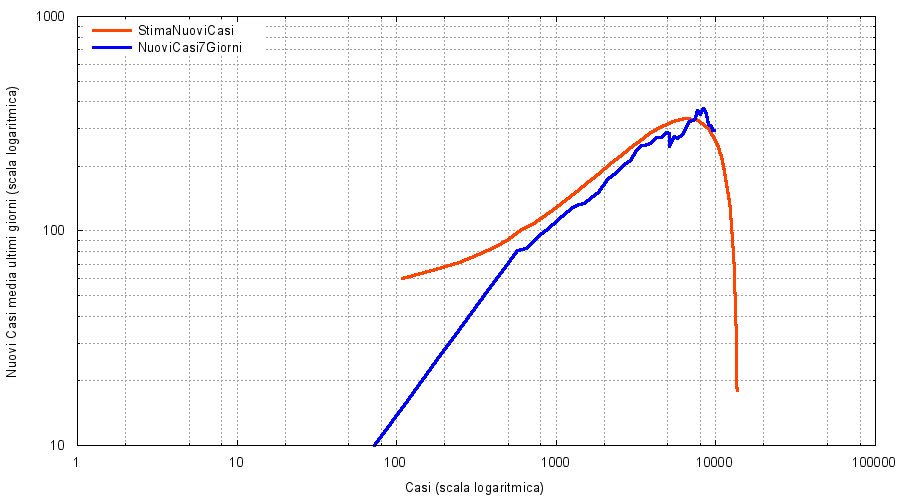 1000
StimaNuoviCasi
NuoviCasi7Giorni
Nuovi Casi media ultimi giorni (scala logaritmica)
100
10
1 10 100 1000 10000 100000
Casi (scala logaritmica)